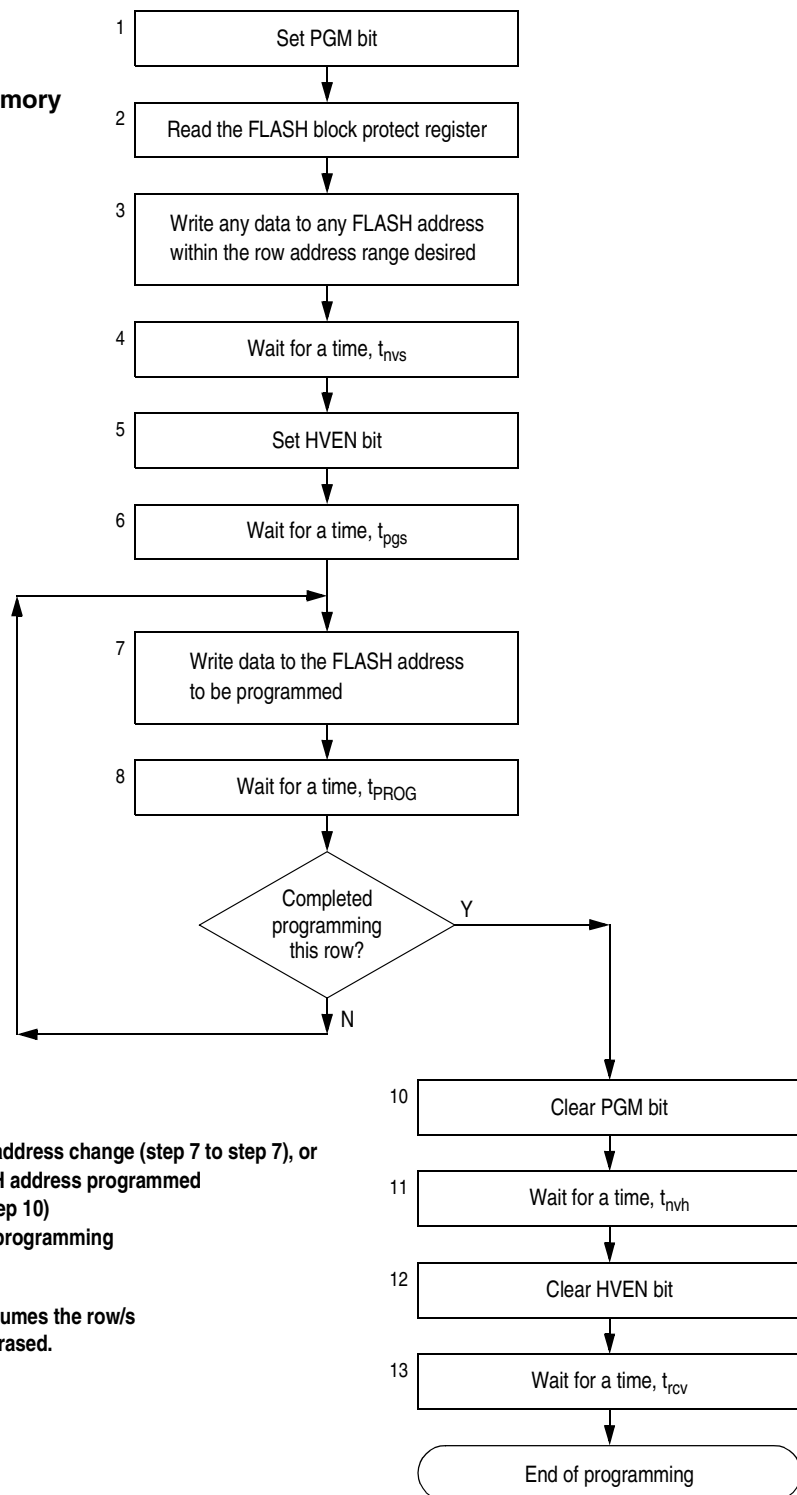 mory
1
Set PGM bit
2
Read the FLASH block protect register
3
Write any data to any FLASH address
within the row address range desired
4
Wait for a time, tnvs
5
Set HVEN bit
6
Wait for a time, tpgs
7
Write data to the FLASH address
to be programmed
8
Wait for a time, tPROG
Completed
programming
this row?
Y
N
10
Clear PGM bit
11
Wait for a time, tnvh
12
Clear HVEN bit
13
Wait for a time, trcv
End of programming
address change (step 7 to step 7), or
H address programmed
ep 10)
programming
umes the row/s
rased.